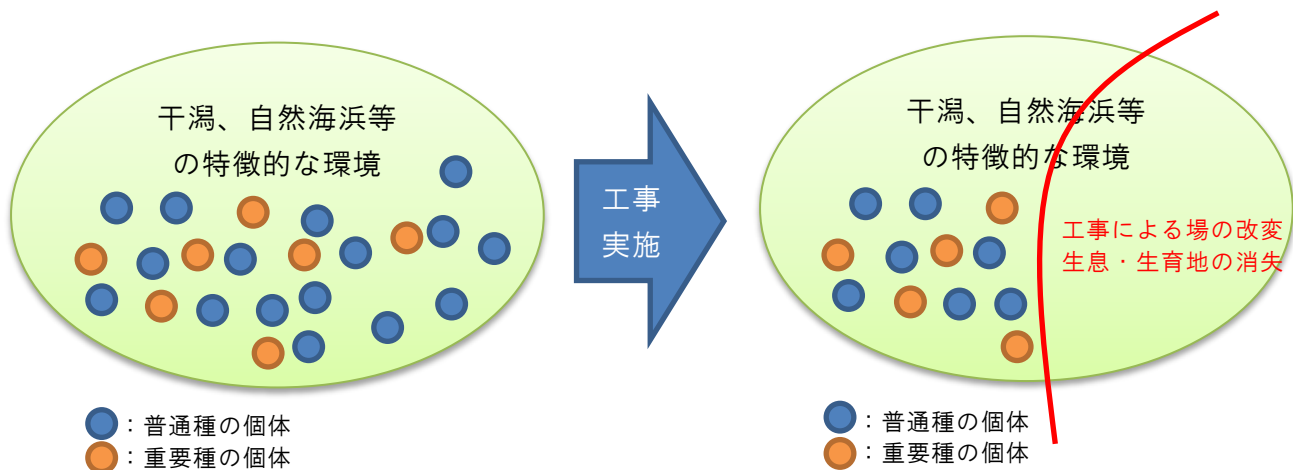 干潟、自然海浜等
の特徴的な環境
工事
実施
干潟、自然海浜等
の特徴的な環境
工事による場の改変
生息・生育地の消失
：普通種の個体
：重要種の個体
：普通種の個体
：重要種の個体